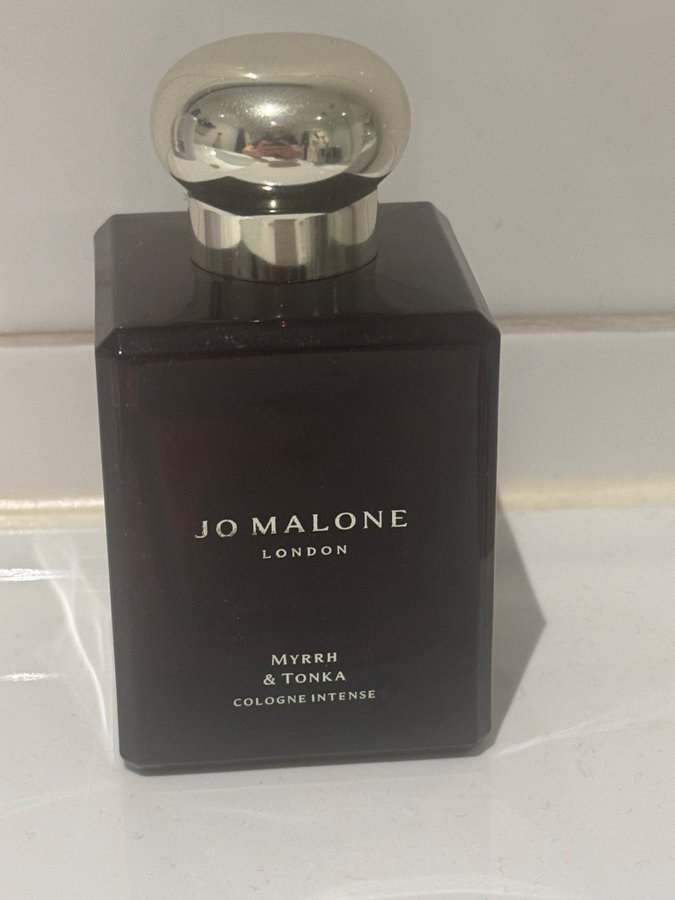 JO MALONE
LONDON
MYRRH
& TONKA
COLOGNE INTENSE